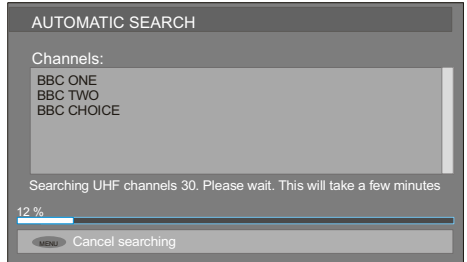 AUTOMATIC SEARCH
Channels:
BBC ONE
BBC TWO
BBC CHOICE
Searching UHF channels 30. Please wait. This will take a few minutes
12 %
MENU Cancel searching